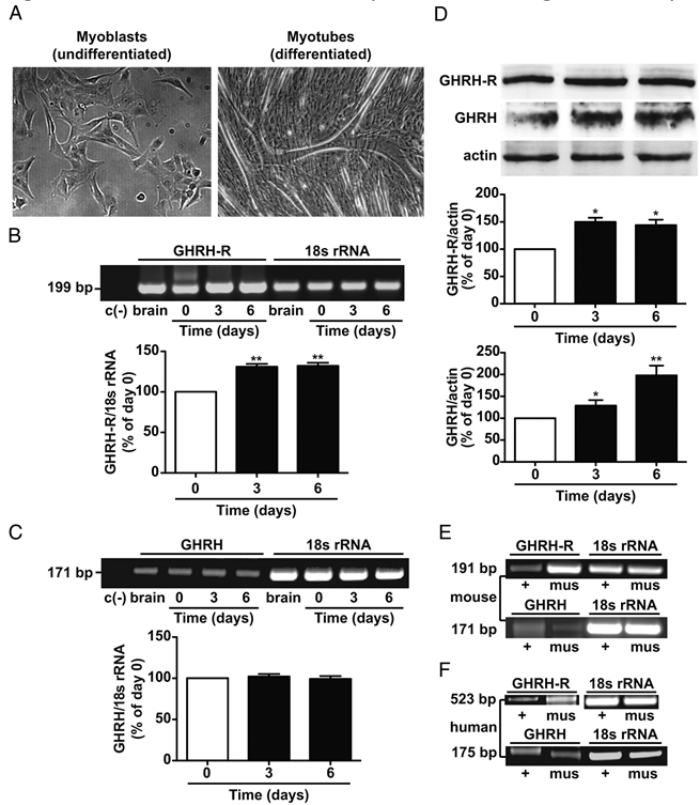 A
Myoblasts
(undifferentiated)
Myotubes
(differentiated)
B
GHRH-R 18s rRNA
199 bp
c(-) brain 0 3 6 brain 0 3 6
Time (days) Time (days)
GHRH-R/18s rRNA
(% of day 0)
150
100
50
0
** **
0 3 6
Time (days)
C
GHRH 18s rRNA
171 bp
c(-) brain 0 3 6 brain 0 3 6
Time (days) Time (days)
GHRH/18s rRNA
(% of day 0)
150
100
50
0
0 3 6
Time (days)
D
GHRH-R
GHRH
actin
GHRH-R/actin
(% of day 0)
200
150
100
50
0
* *
0 3 6
Time (days)
GHRH/actin
(% of day 0)
250
200
150
100
50
0
* **
0 3 6
Time (days)
E
GHRH-R 18s rRNA
191 bp
+ mus + mus
mouse
GHRH 18s rRNA
171 bp
+ mus + mus
F
GHRH-R 18s rRNA
523 bp
+ mus + mus
human
GHRH 18s rRNA
175 bp
+ mus + mus